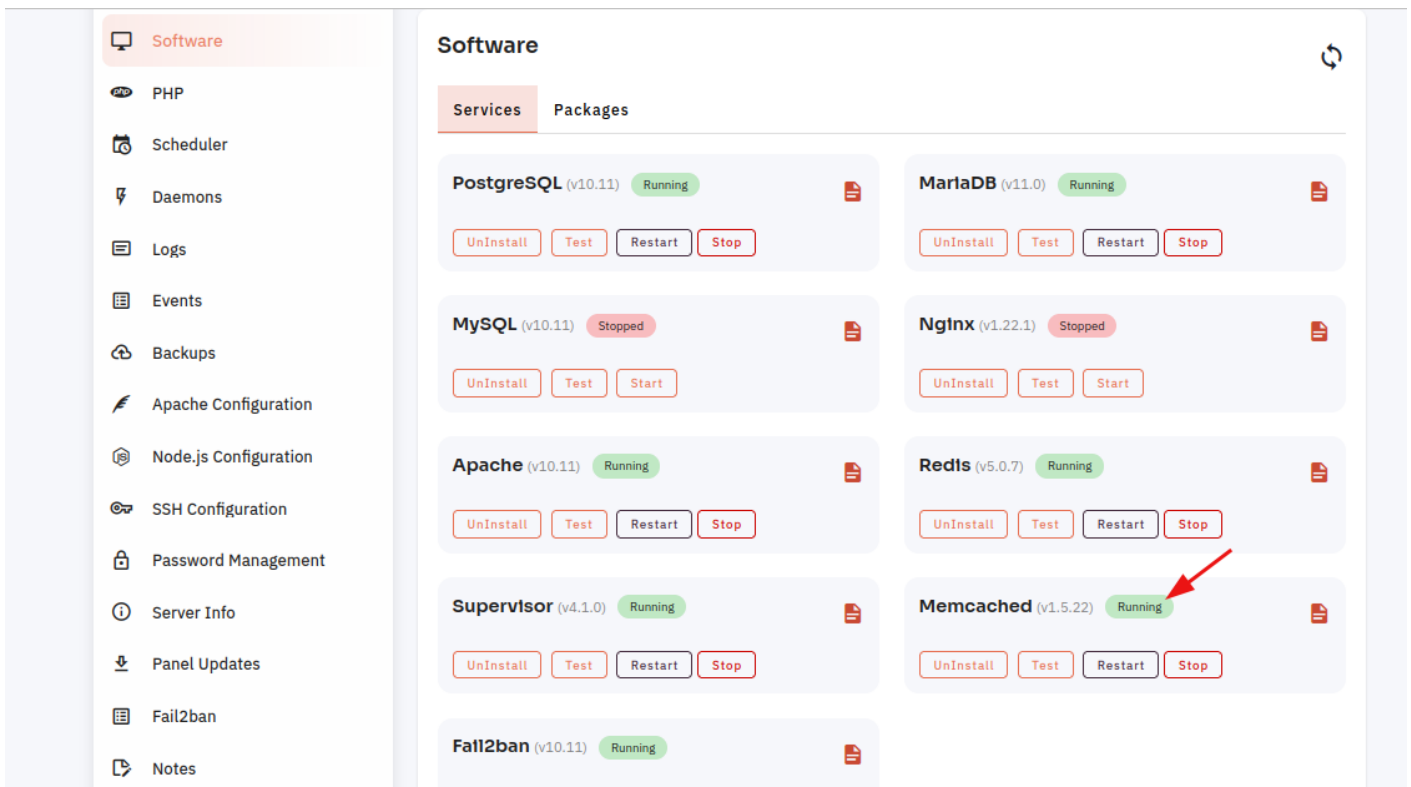 Software
PHP
Scheduler
Daemons
Logs
Events
Backups
Apache Configuration
Node.js Configuration
SSH Configuration
Password Management
Server Info
Panel Updates
Fail2ban
Notes
Software
Services Packages
PostgreSQL (v10.11) Running
UnInstall Test Restart Stop
MariaDB (v11.0) Running
UnInstall Test Restart Stop
MySQL (v10.11) Stopped
UnInstall Test Start
Nginx (v1.22.1) Stopped
UnInstall Test Start
Apache (v10.11) Running
UnInstall Test Restart Stop
Redis (v5.0.7) Running
UnInstall Test Restart Stop
Supervisor (v4.1.0) Running
UnInstall Test Restart Stop
Memcached (v1.5.22) Running
UnInstall Test Restart Stop
Fail2ban (v10.11) Running